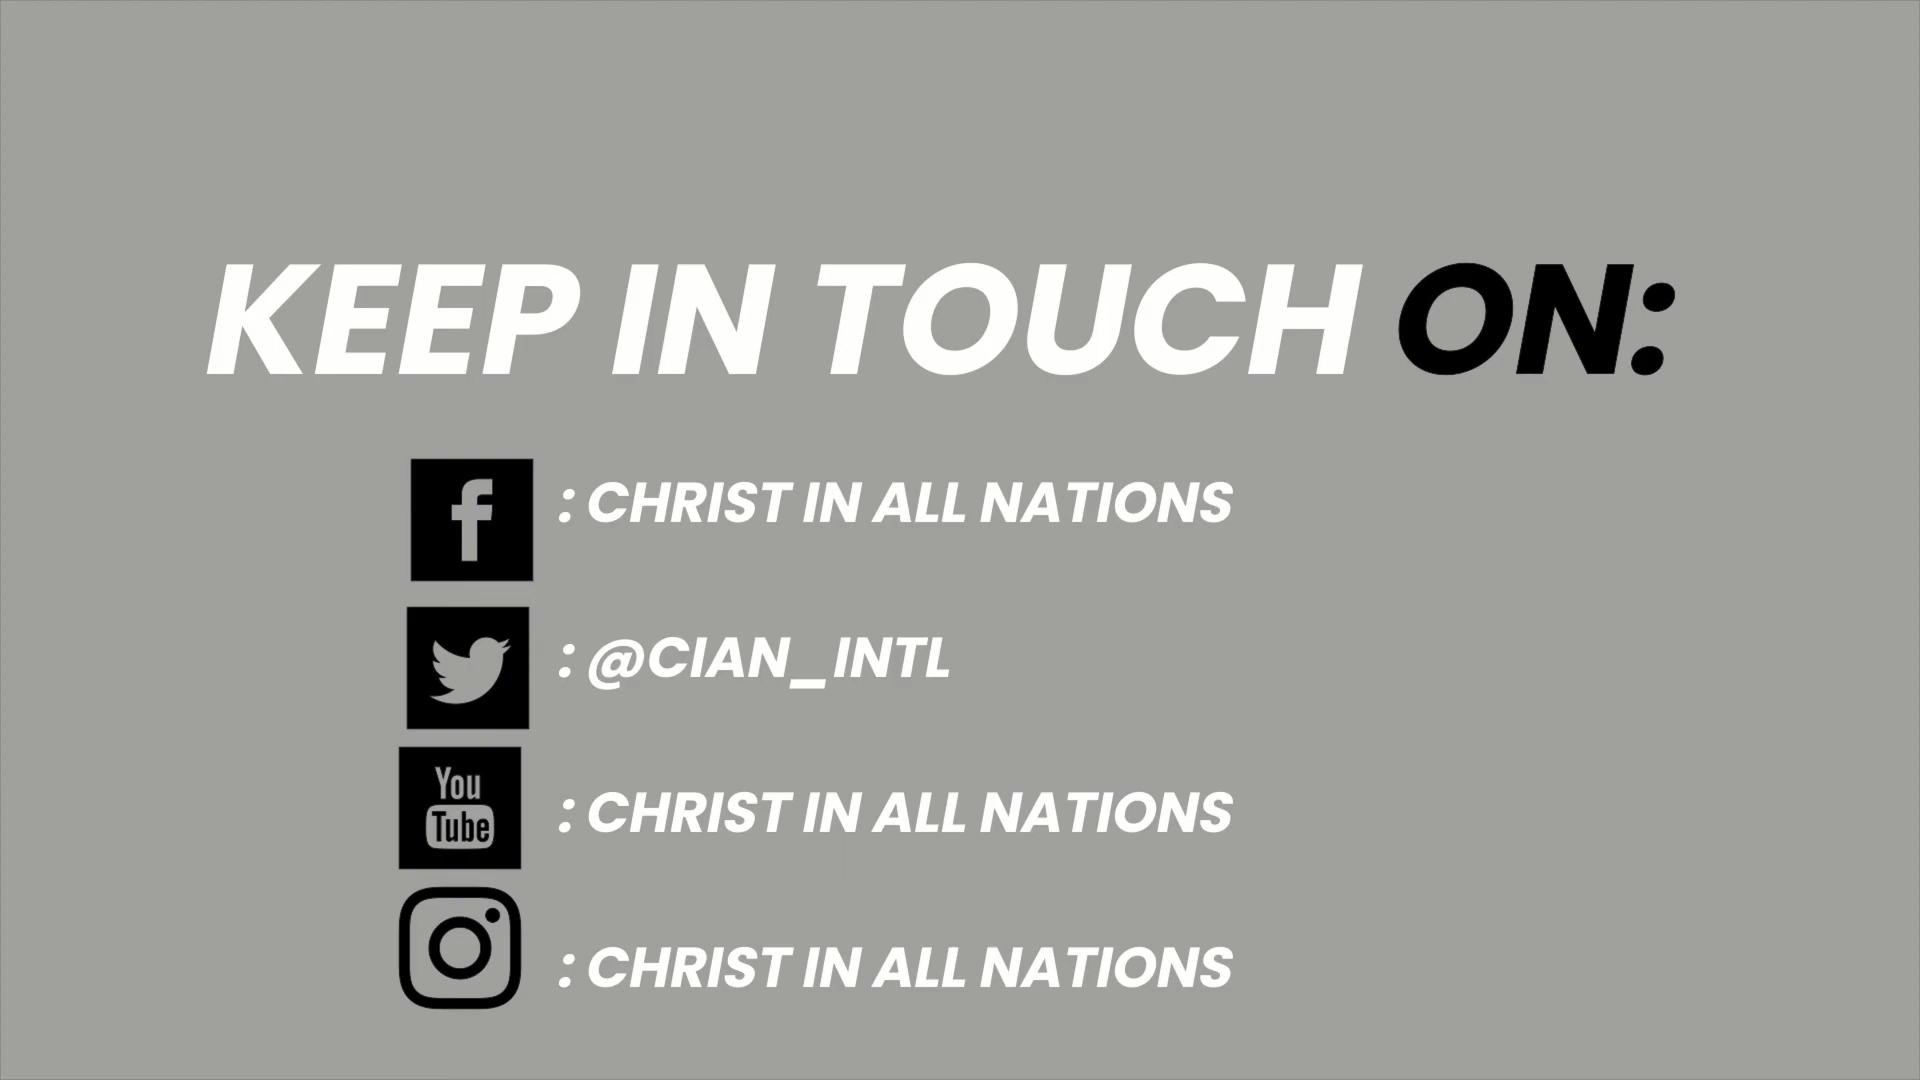 KEEP IN TOUCH ON:
f : CHRIST IN ALL NATIONS
: @CIAN_INTL
You
Tube : CHRIST IN ALL NATIONS
: CHRIST IN ALL NATIONS